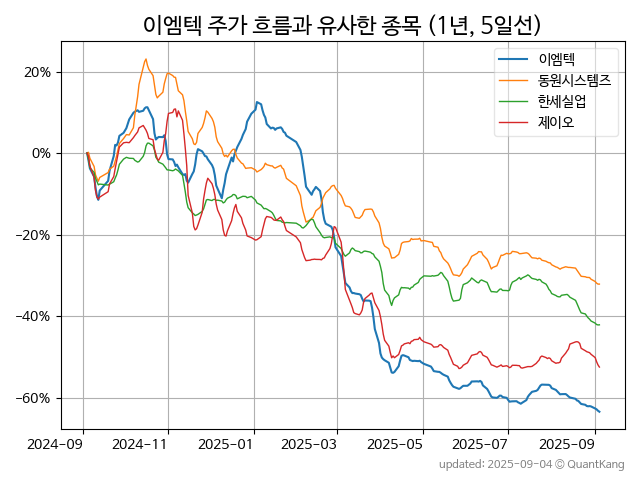 이엠텍 주가 흐름과 유사한 종목 (1년, 5일선)
이엠텍
동원시스템즈
한세실업
제이오
20%
0%
−20%
−40%
−60%
2024-09 2024-11 2025-01 2025-03 2025-05 2025-07 2025-09
updated: 2025-09-04 © QuantKang